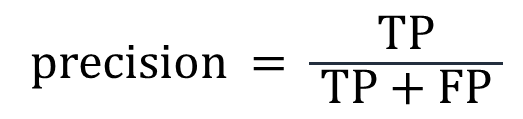 precision = TP / TP + FP